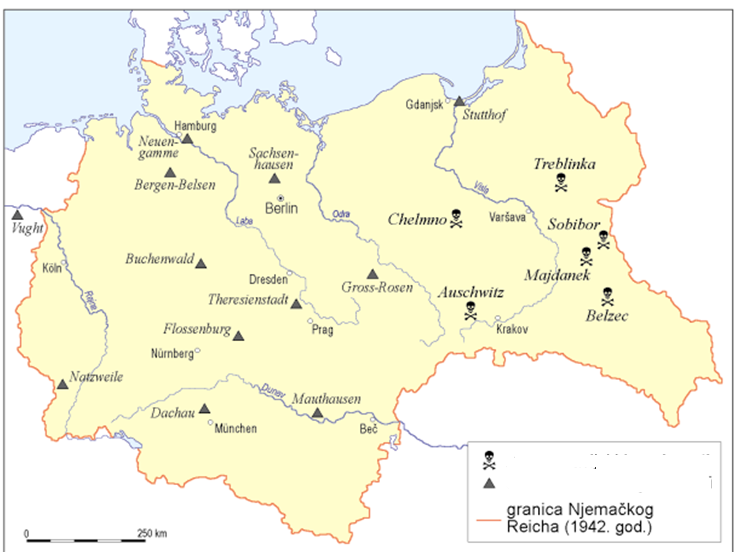 Gdanjsk
Stutthof
Hamburg
Neuen-
gamme
Sachsen-
hausen
Bergen-Belsen
Treblinka
Berlin
Visla
Vught
Laba
Odra
Chelmno
Varšava
Sobibor
Köln
Buchenwald
Dresden
Gross-Rosen
Majdanek
Rajna
Theresienstadt
Auschwitz
Belzec
Prag
Krakov
Flossenburg
Nürnberg
Natzweile
Dunav
Dachau
Mauthausen
München
Beč
granica Njemačkog
Reicha (1942. god.)
0 250 km